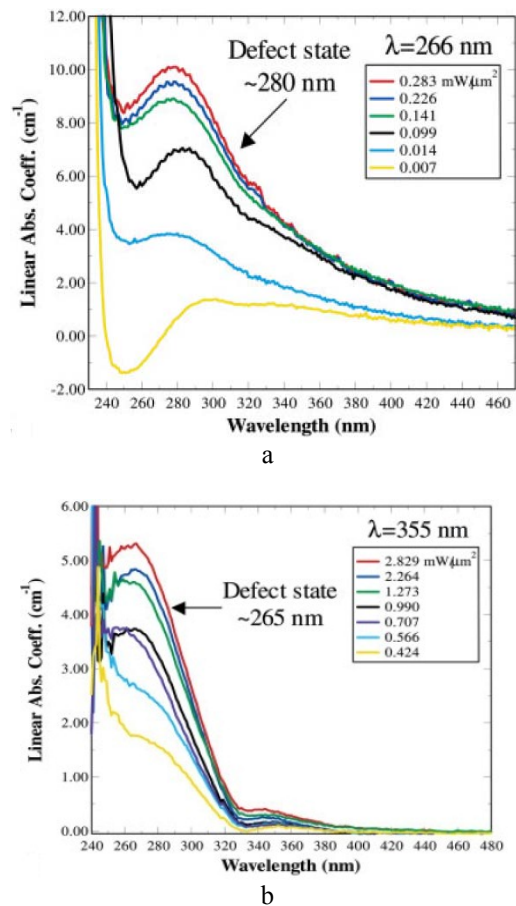 12.00
10.00
8.00
6.00
4.00
2.00
0.00
-2.00
Linear Abs. Coeff. (cm⁻¹)
Defect state
~280 nm
λ=266 nm
0.283 mW/μm²
0.226
0.141
0.099
0.014
0.007
240 260 280 300 320 340 360 380 400 420 440 460
Wavelength (nm)
a
6.00
5.00
4.00
3.00
2.00
1.00
0.00
Linear Abs. Coeff. (cm⁻¹)
Defect state
~265 nm
λ=355 nm
2.829 mW/μm²
2.264
1.273
0.990
0.707
0.566
0.424
240 260 280 300 320 340 360 380 400 420 440 460 480
Wavelength (nm)
b